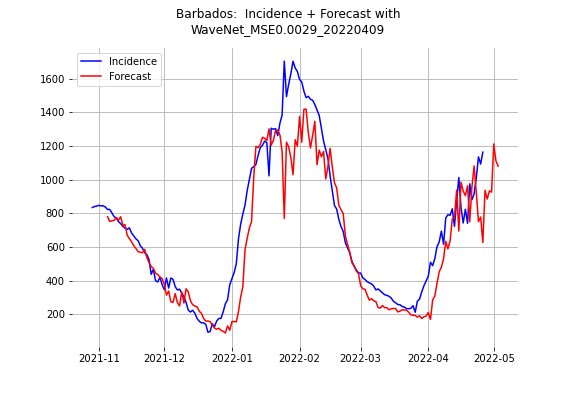 Barbados:  Incidence + Forecast with
WaveNet_MSE0.0029_20220409
Incidence
Forecast
1600
1400
1200
1000
800
600
400
200
2021-11 2021-12 2022-01 2022-02 2022-03 2022-04 2022-05